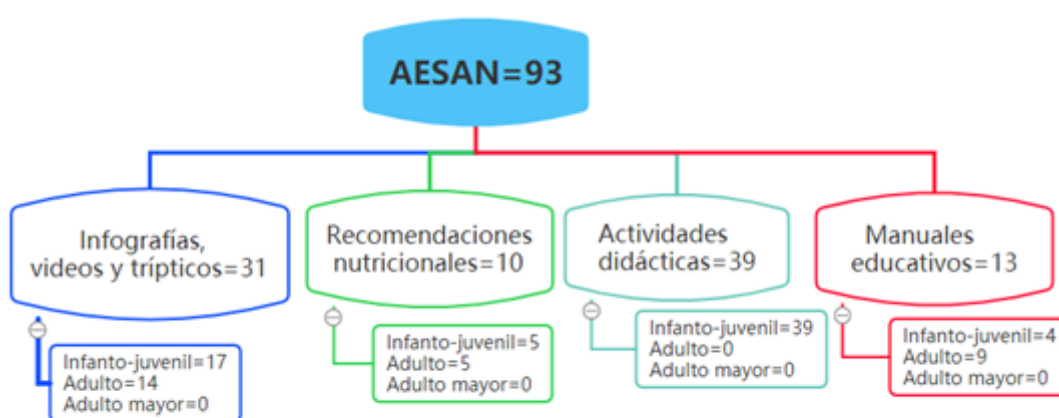 AESAN=93
Infografías,
videos y trípticos=31
Recomendaciones
nutricionales=10
Actividades
didácticas=39
Manuales
educativos=13
Infanto-juvenil=17
Adulto=14
Adulto mayor=0
Infanto-juvenil=5
Adulto=5
Adulto mayor=0
Infanto-juvenil=39
Adulto=0
Adulto mayor=0
Infanto-juvenil=4
Adulto=9
Adulto mayor=0